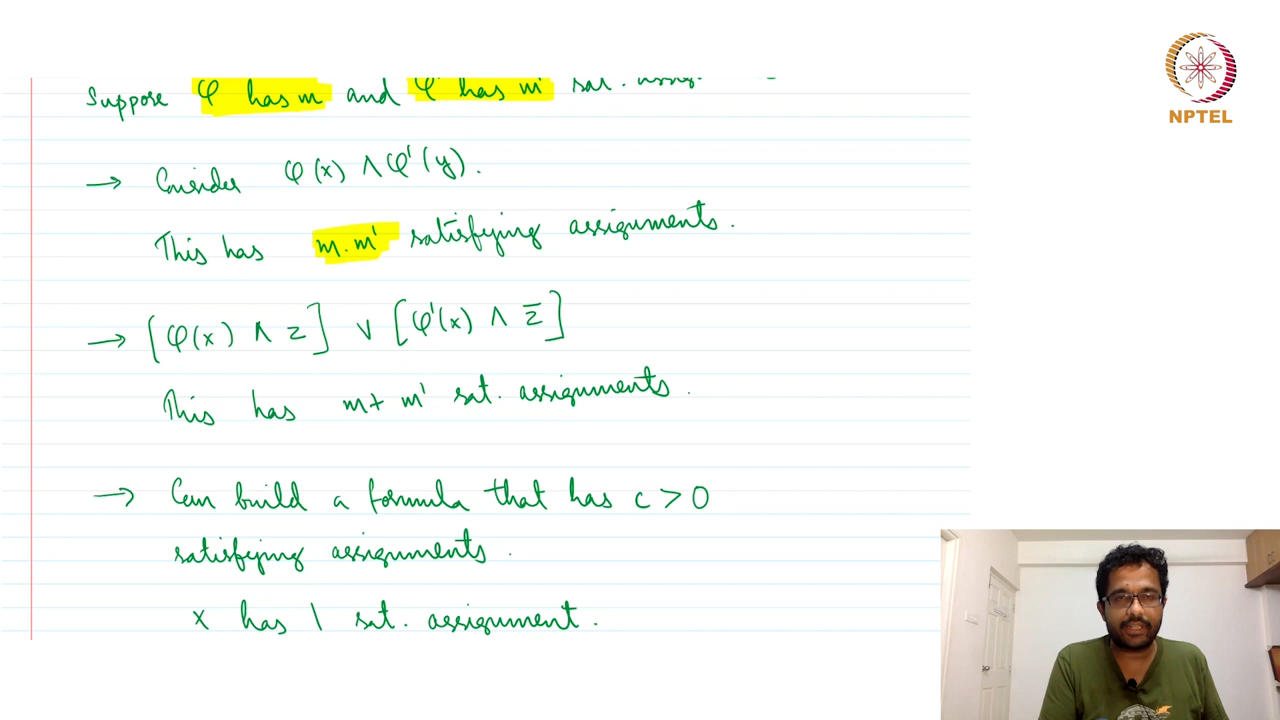 Suppose φ has m and φ' has m' sat. assig
→ Consider φ(x) ∧ φ'(y).
This has m.m' satisfying assignments.
→ [φ(x) ∧ z] ∨ [φ'(x) ∧ z̅]
This has m+ m' sat. assignments.
→ Can build a formula that has c > 0
satisfying assignments.
x has 1 sat. assignment.
NPTEL